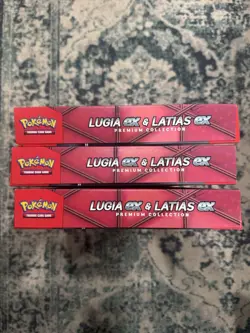 Pokémon
TRADING CARD GAME
LUGIA ex & LATIAS ex
PREMIUM COLLECTION
Pokémon
TRADING CARD GAME
LUGIA ex & LATIAS ex
PREMIUM COLLECTION
Pokémon
TRADING CARD GAME
LUGIA ex & LATIAS ex
PREMIUM COLLECTION